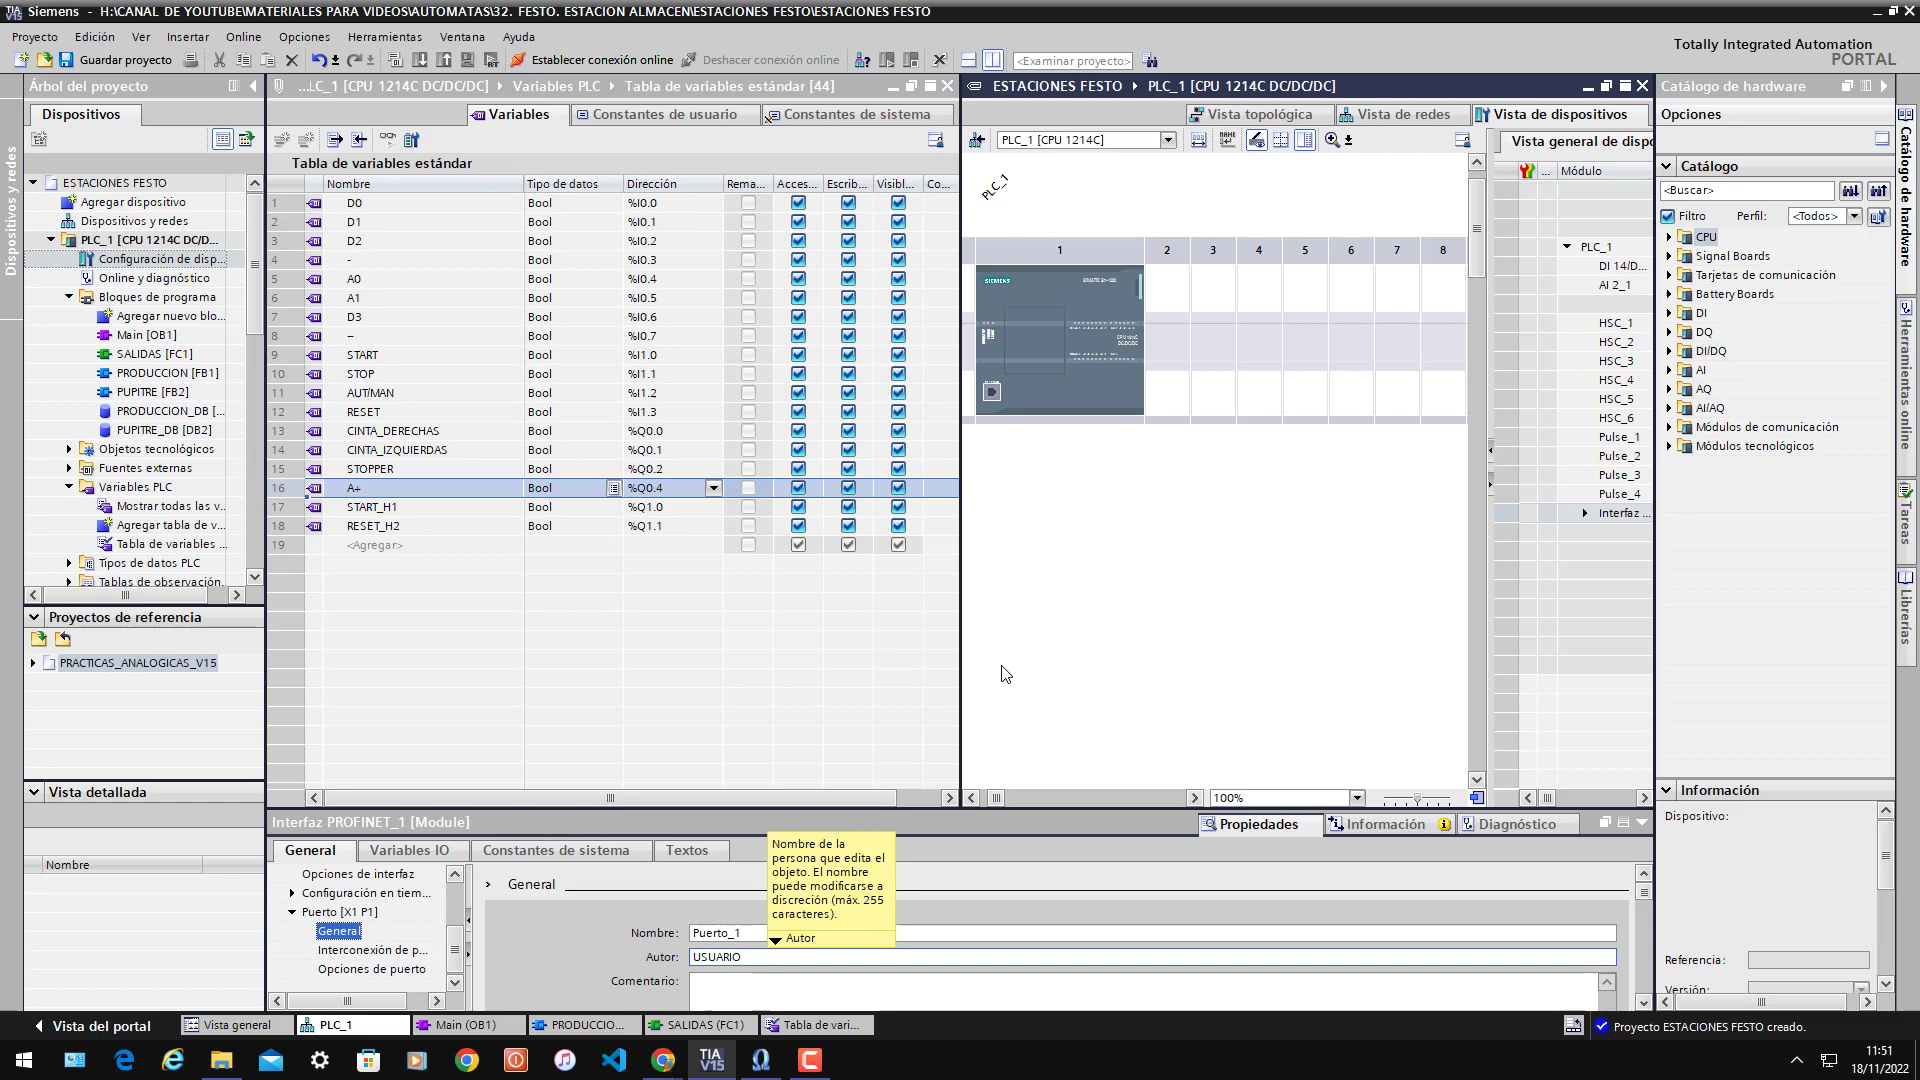 Siemens - H:\CANAL DE YOUTUBE\MATERIALES PARA VIDEOS\AUTOMATAS\32. FESTO. ESTACION ALMACEN\ESTACIONES FESTO\ESTACIONES FESTO
Proyecto Edición Ver Insertar Online Opciones Herramientas Ventana Ayuda
Guardar proyecto Establecer conexión online Deshacer conexión online <Examinar proyecto>
Totally Integrated Automation
PORTAL
Árbol del proyecto
Dispositivos
Dispositivos y redes
ESTACIONES FESTO
Agregar dispositivo
Dispositivos y redes
PLC_1 [CPU 1214C DC/D...
Configuración de disp...
Online y diagnóstico
Bloques de programa
Agregar nuevo blo...
Main [OB1]
SALIDAS [FC1]
PRODUCCION [FB1]
PUPITRE [FB2]
PRODUCCION_DB [...
PUPITRE_DB [DB2]
Objetos tecnológicos
Fuentes externas
Variables PLC
Mostrar todas las v...
Agregar tabla de v...
Tabla de variables ...
Tipos de datos PLC
Tablas de observación...
Proyectos de referencia
PRACTICAS_ANALOGICAS_V15
Vista detallada
Nombre
...LC_1 [CPU 1214C DC/DC/DC] Variables PLC Tabla de variables estándar [44]
Variables Constantes de usuario Constantes de sistema
Tabla de variables estándar
Nombre Tipo de datos Dirección Rema... Acces... Escrib... Visibl... Co...
1 D0 Bool %I0.0
2 D1 Bool %I0.1
3 D2 Bool %I0.2
4 - Bool %I0.3
5 A0 Bool %I0.4
6 A1 Bool %I0.5
7 D3 Bool %I0.6
8 -- Bool %I0.7
9 START Bool %I1.0
10 STOP Bool %I1.1
11 AUT/MAN Bool %I1.2
12 RESET Bool %I1.3
13 CINTA_DERECHAS Bool %Q0.0
14 CINTA_IZQUIERDAS Bool %Q0.1
15 STOPPER Bool %Q0.2
16 A+ Bool %Q0.4
17 START_H1 Bool %Q1.0
18 RESET_H2 Bool %Q1.1
19 <Agregar>
ESTACIONES FESTO PLC_1 [CPU 1214C DC/DC/DC]
Vista topológica Vista de redes Vista de dispositivos
PLC_1 [CPU 1214C]
PLC_1
1 2 3 4 5 6 7 8
SIEMENS SIMATIC S7-1200
CPU 1214C
DC/DC/DC
100%
Vista general de dispo
... Módulo
PLC_1
DI 14/D...
AI 2_1
HSC_1
HSC_2
HSC_3
HSC_4
HSC_5
HSC_6
Pulse_1
Pulse_2
Pulse_3
Pulse_4
Interfaz ...
Catálogo de hardware
Opciones
Catálogo
<Buscar>
Filtro Perfil: <Todos>
CPU
Signal Boards
Tarjetas de comunicación
Battery Boards
DI
DQ
DI/DQ
AI
AQ
AI/AQ
Módulos de comunicación
Módulos tecnológicos
Información
Dispositivo:
Referencia:
Versión:
Catálogo de hardware
Herramientas online
Tareas
Librerías
Interfaz PROFINET_1 [Module]
Propiedades Información Diagnóstico
General Variables IO Constantes de sistema Textos
Opciones de interfaz
Configuración en tiem...
Puerto [X1 P1]
General
Interconexión de p...
Opciones de puerto
General
Nombre: Puerto_1
Autor: USUARIO
Comentario:
Nombre de la
persona que edita el
objeto. El nombre
puede modificarse a
discreción (máx. 255
caracteres).
Autor
Vista del portal Vista general PLC_1 Main (OB1) PRODUCCIO... SALIDAS (FC1) Tabla de vari... Proyecto ESTACIONES FESTO creado.
TIA
V15
11:51
18/11/2022